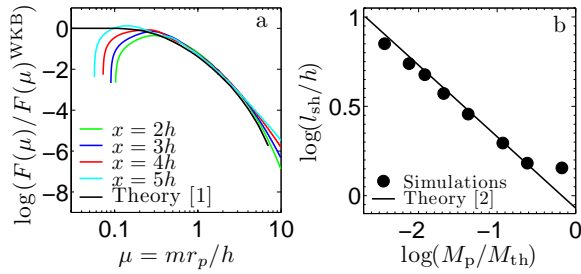 a
log(F(μ)/F(μ)^WKB)
0
−2
−4
−6
−8
x = 2h
x = 3h
x = 4h
x = 5h
Theory [1]
0.1
1
10
μ = mr_p/h
b
log(l_sh/h)
1
0.5
0
Simulations
Theory [2]
−2
−1
0
log(M_p/M_th)